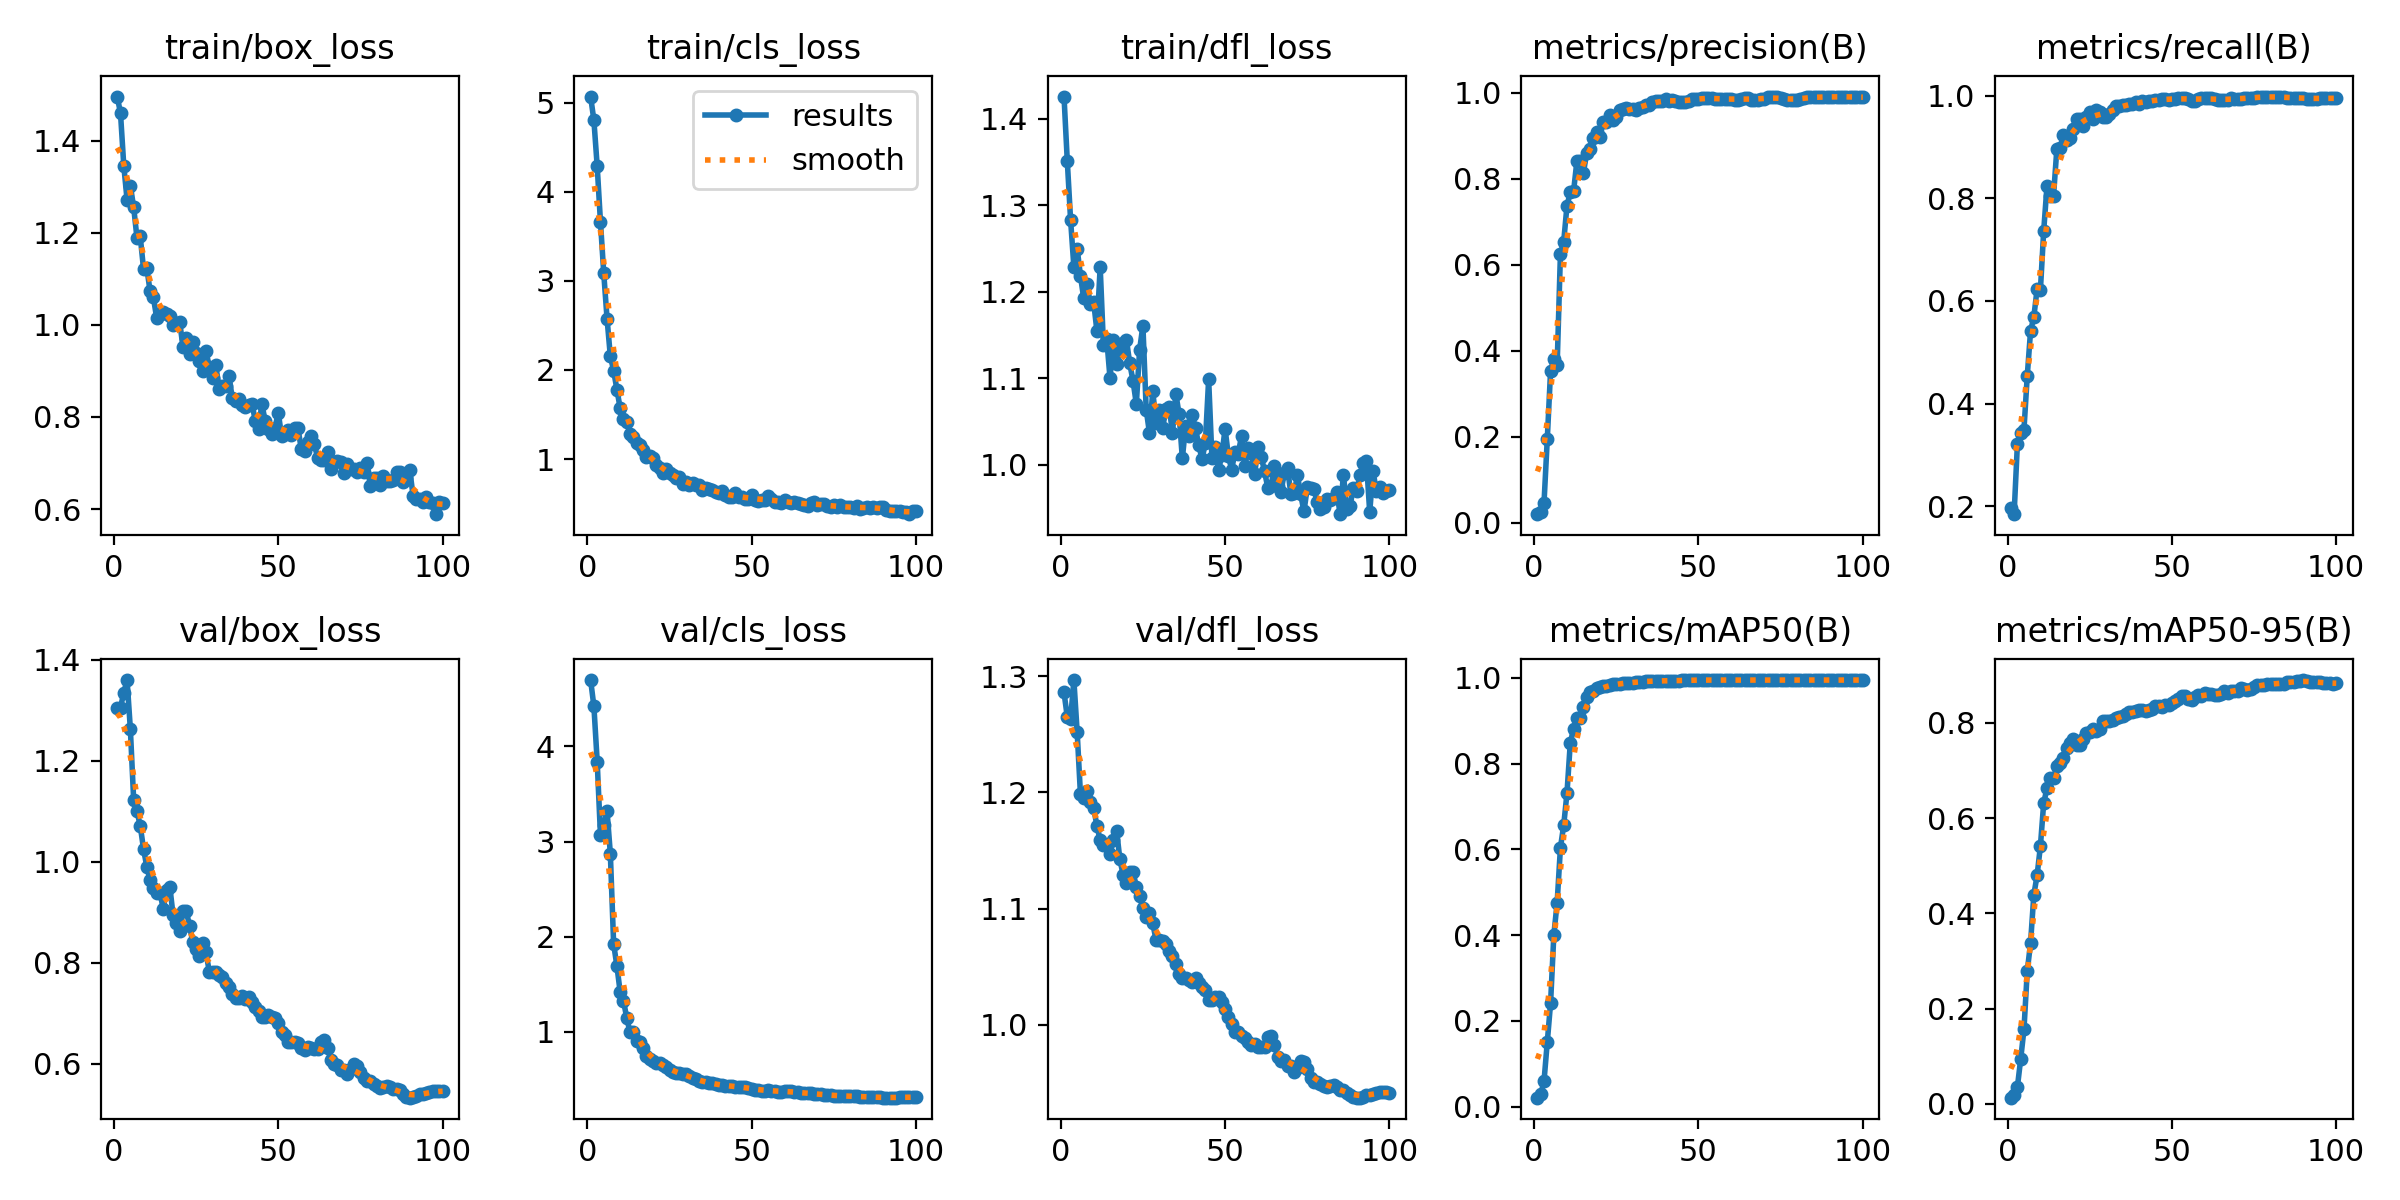 train/box_loss
1.4
1.2
1.0
0.8
0.6
0 50 100
train/cls_loss
results
smooth
5
4
3
2
1
0 50 100
train/dfl_loss
1.4
1.3
1.2
1.1
1.0
0 50 100
metrics/precision(B)
1.0
0.8
0.6
0.4
0.2
0.0
0 50 100
metrics/recall(B)
1.0
0.8
0.6
0.4
0.2
0 50 100
val/box_loss
1.4
1.2
1.0
0.8
0.6
0 50 100
val/cls_loss
4
3
2
1
0 50 100
val/dfl_loss
1.3
1.2
1.1
1.0
0 50 100
metrics/mAP50(B)
1.0
0.8
0.6
0.4
0.2
0.0
0 50 100
metrics/mAP50-95(B)
0.8
0.6
0.4
0.2
0.0
0 50 100